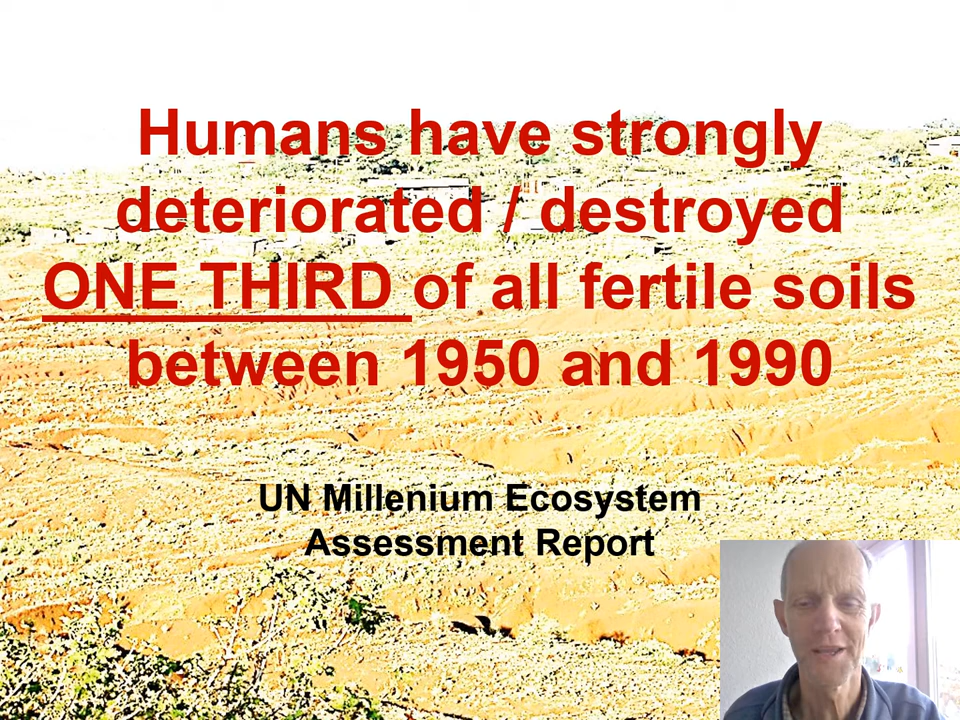 Humans have strongly
deteriorated / destroyed
ONE THIRD of all fertile soils
between 1950 and 1990
UN Millenium Ecosystem
Assessment Report